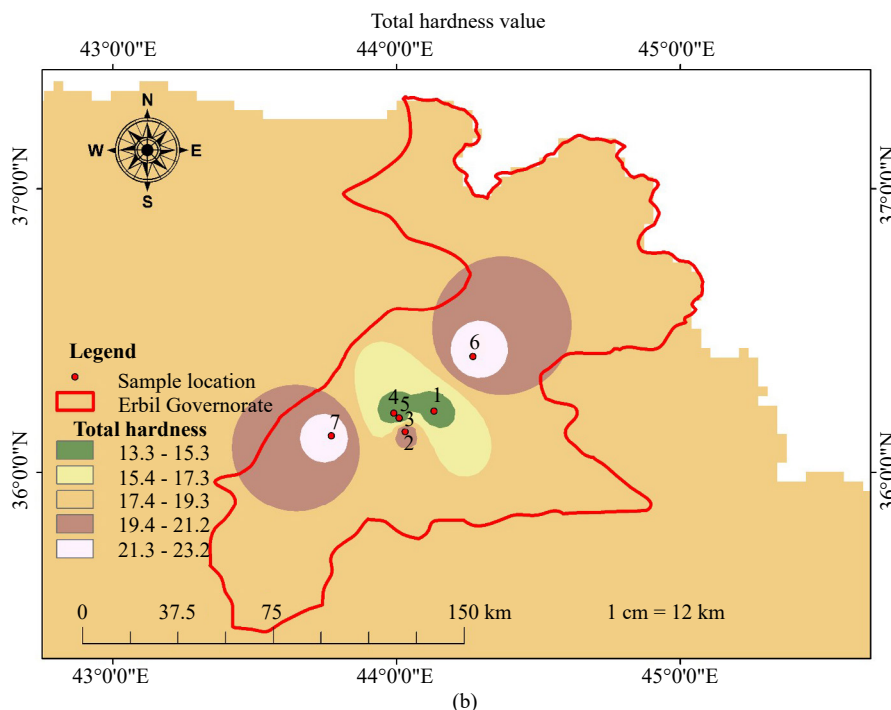 Total hardness value
43°0'0"E 44°0'0"E 45°0'0"E
N
W E
S
37°0'0"N 37°0'0"N
6
Legend
Sample location
Erbil Governorate
4 5 1
3
7
2
Total hardness
13.3 - 15.3
15.4 - 17.3
17.4 - 19.3
19.4 - 21.2
21.3 - 23.2
36°0'0"N 36°0'0"N
0 37.5 75 150 km 1 cm = 12 km
43°0'0"E 44°0'0"E 45°0'0"E
(b)